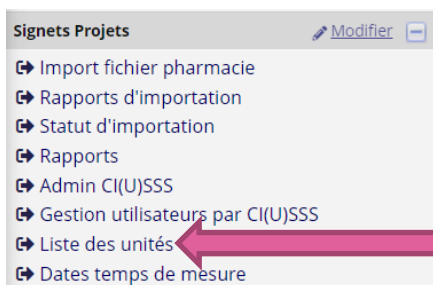 Signets Projets Modifier
Import fichier pharmacie
Rapports d'importation
Statut d'importation
Rapports
Admin CI(U)SSS
Gestion utilisateurs par CI(U)SSS
Liste des unités
Dates temps de mesure